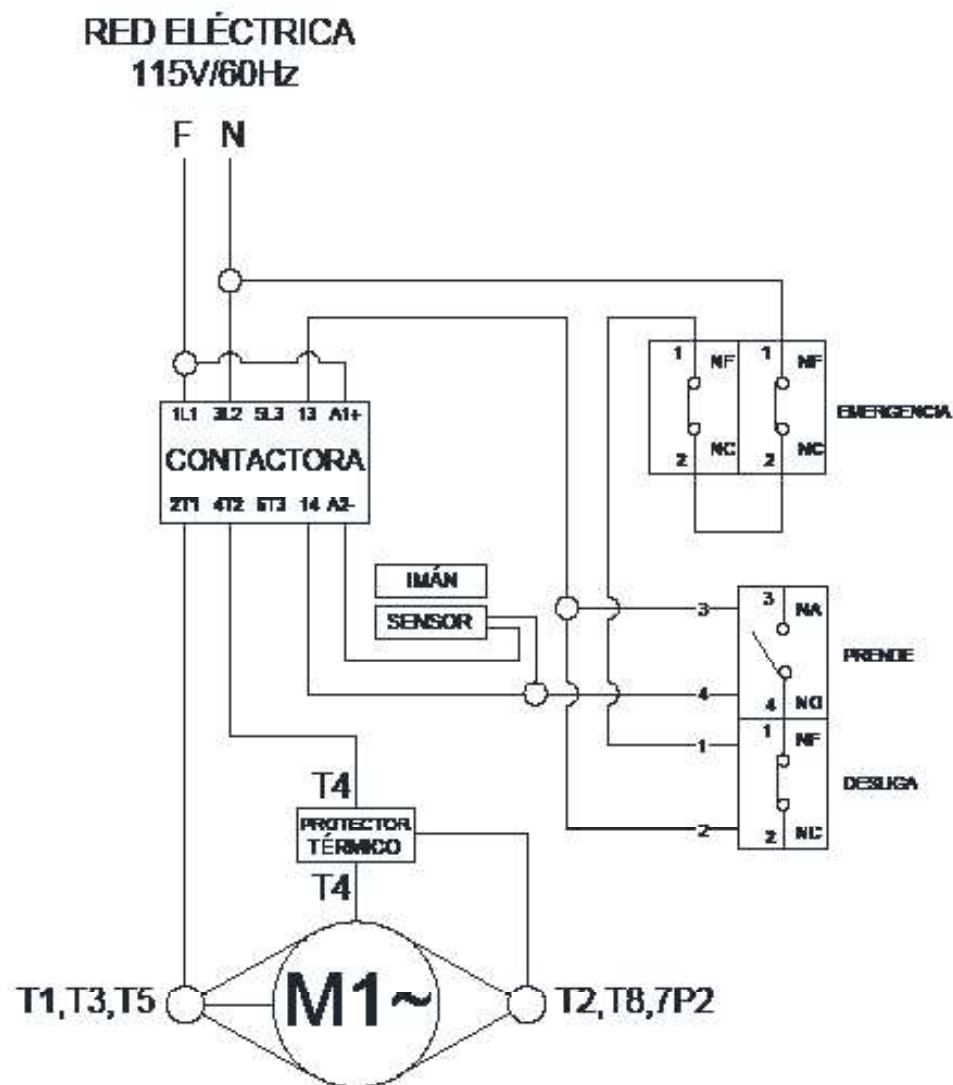 RED ELÉCTRICA
115V/60Hz
F N
1L1 3L2 5L3 13 A1+
CONTACTORA
2T1 4T2 6T3 14 A2-
1 NF 1 NF
EMERGENCIA
2 NC 2 NC
IMÁN
SENSOR
3 3 NA
PRENDE
4 4 NO
1 1 NF
DESLIGA
2 2 NC
T4
PROTECTOR
TÉRMICO
T4
T1,T3,T5 M1~ T2,T8,7P2